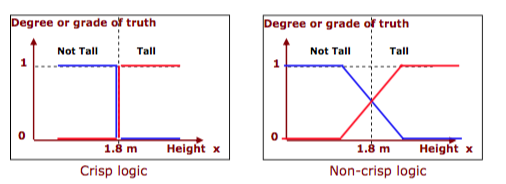 Degree or grade of truth
Not Tall
Tall
1
0
1.8 m
Height x
Crisp logic
Degree or grade of truth
Not Tall
Tall
1
0
1.8 m
Height x
Non-crisp logic